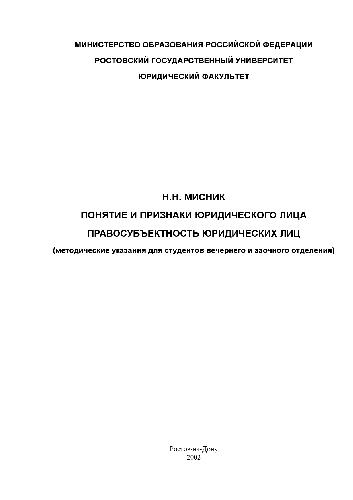 МИНИСТЕРСТВО ОБРАЗОВАНИЯ РОССИЙСКОЙ ФЕДЕРАЦИИ
РОСТОВСКИЙ ГОСУДАРСТВЕННЫЙ УНИВЕРСИТЕТ
ЮРИДИЧЕСКИЙ ФАКУЛЬТЕТ
Н.Н. МИСНИК
ПОНЯТИЕ И ПРИЗНАКИ ЮРИДИЧЕСКОГО ЛИЦА
ПРАВОСУБЪЕКТНОСТЬ ЮРИДИЧЕСКИХ ЛИЦ
(методические указания для студентов вечернего и заочного отделения)
Ростов-на-Дону
2002